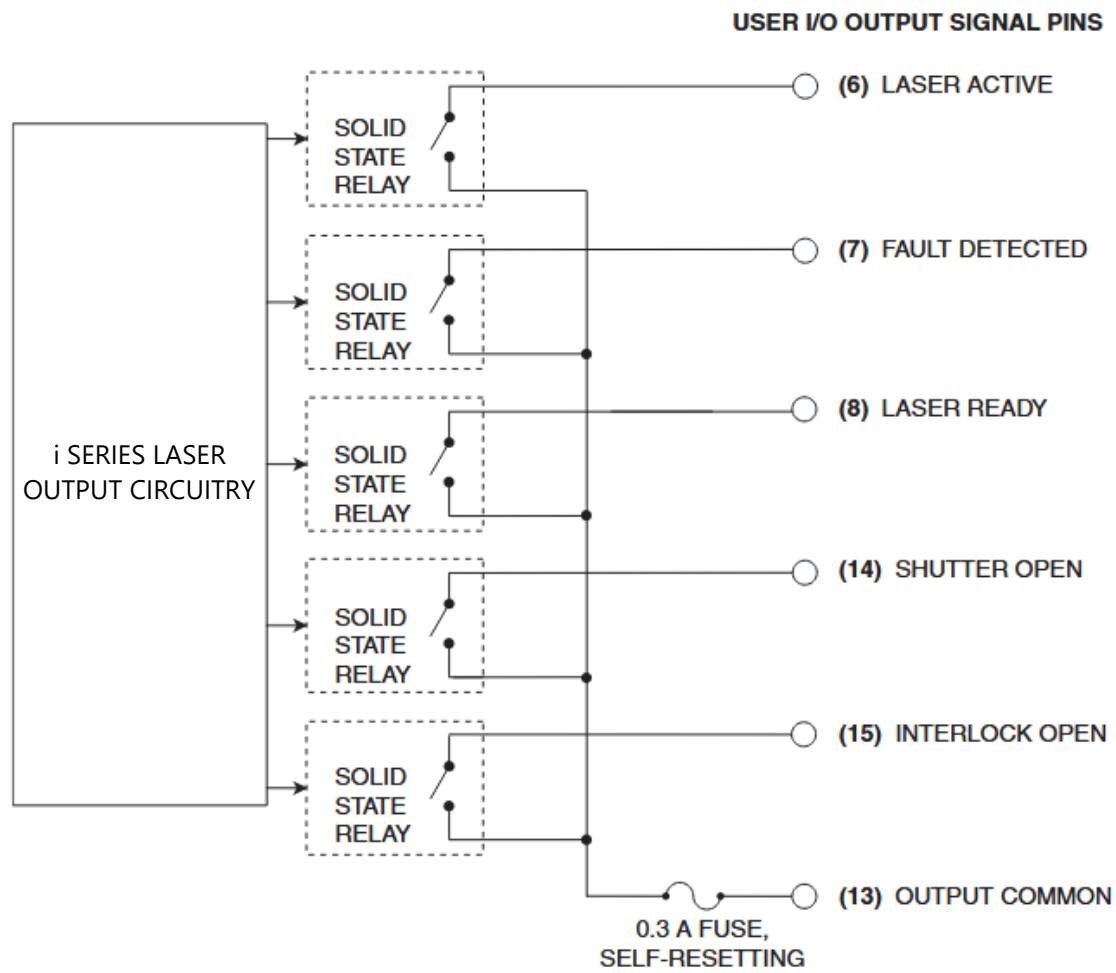 USER I/O OUTPUT SIGNAL PINS
(6) LASER ACTIVE
SOLID
STATE
RELAY
(7) FAULT DETECTED
SOLID
STATE
RELAY
(8) LASER READY
i SERIES LASER
OUTPUT CIRCUITRY
SOLID
STATE
RELAY
(14) SHUTTER OPEN
SOLID
STATE
RELAY
(15) INTERLOCK OPEN
SOLID
STATE
RELAY
(13) OUTPUT COMMON
0.3 A FUSE,
SELF-RESETTING